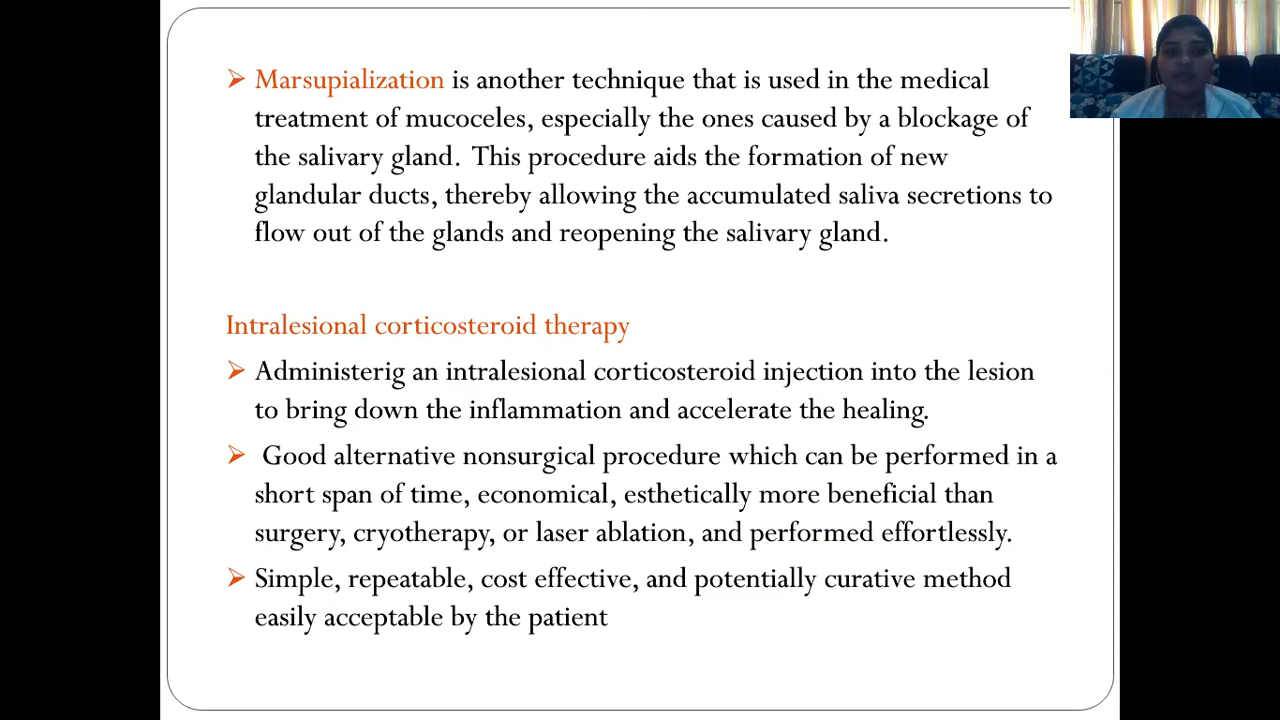 Marsupialization is another technique that is used in the medical
treatment of mucoceles, especially the ones caused by a blockage of
the salivary gland. This procedure aids the formation of new
glandular ducts, thereby allowing the accumulated saliva secretions to
flow out of the glands and reopening the salivary gland.
Intralesional corticosteroid therapy
Administerig an intralesional corticosteroid injection into the lesion
to bring down the inflammation and accelerate the healing.
Good alternative nonsurgical procedure which can be performed in a
short span of time, economical, esthetically more beneficial than
surgery, cryotherapy, or laser ablation, and performed effortlessly.
Simple, repeatable, cost effective, and potentially curative method
easily acceptable by the patient